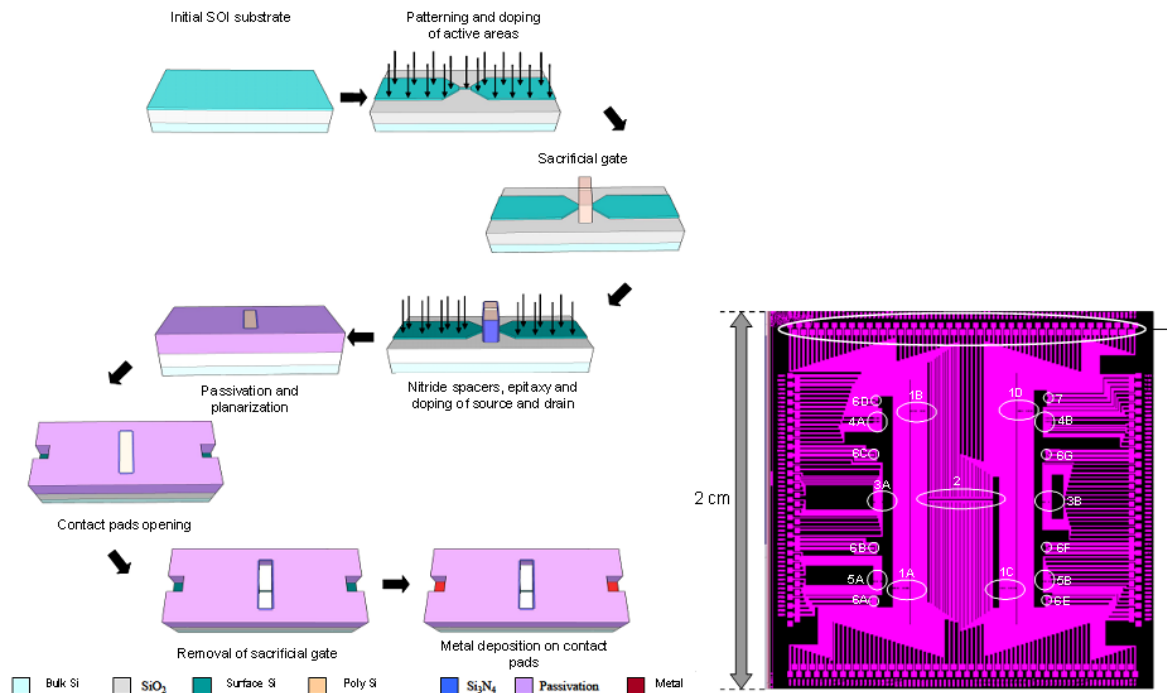 Initial SOI substrate
Patterning and doping
of active areas
Sacrificial gate
Passivation and
planarization
Nitride spacers, epitaxy and
doping of source and drain
Contact pads opening
Removal of sacrificial gate
Metal deposition on contact
pads
Bulk Si
SiO₂
Surface Si
Poly Si
Si₃N₄
Passivation
Metal
2 cm
6D
1B
1D
7
4A
4B
6C
6G
3A
2
3B
6B
6F
5A
1A
1C
5B
6A
6E